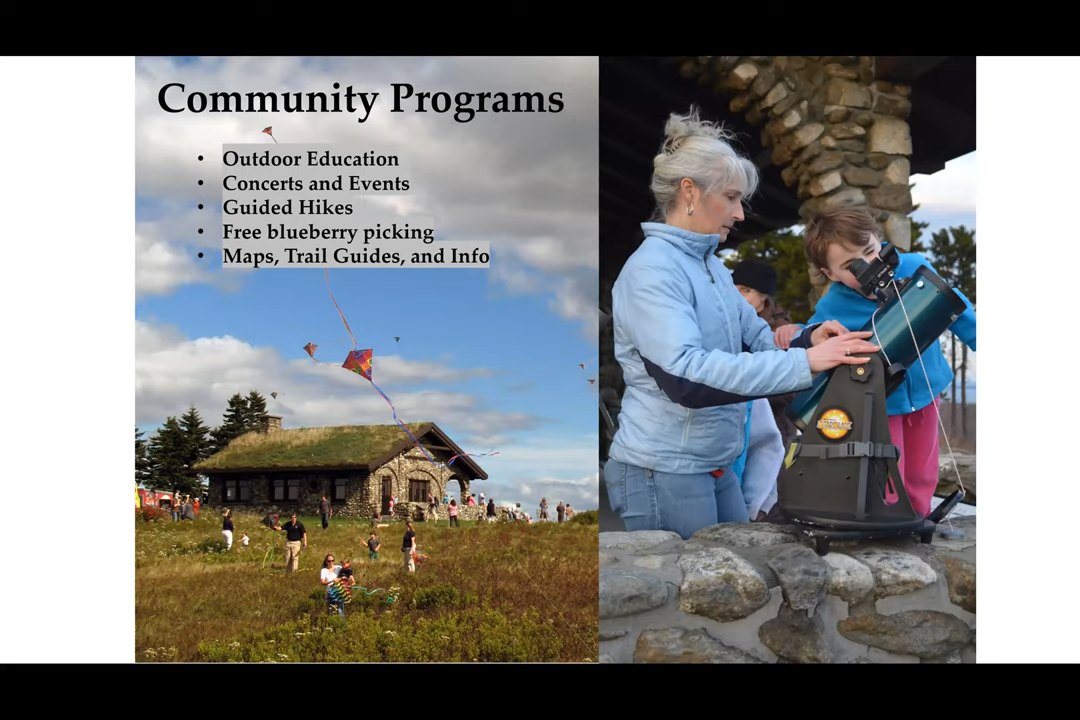 Community Programs
• Outdoor Education
• Concerts and Events
• Guided Hikes
• Free blueberry picking
• Maps, Trail Guides, and Info